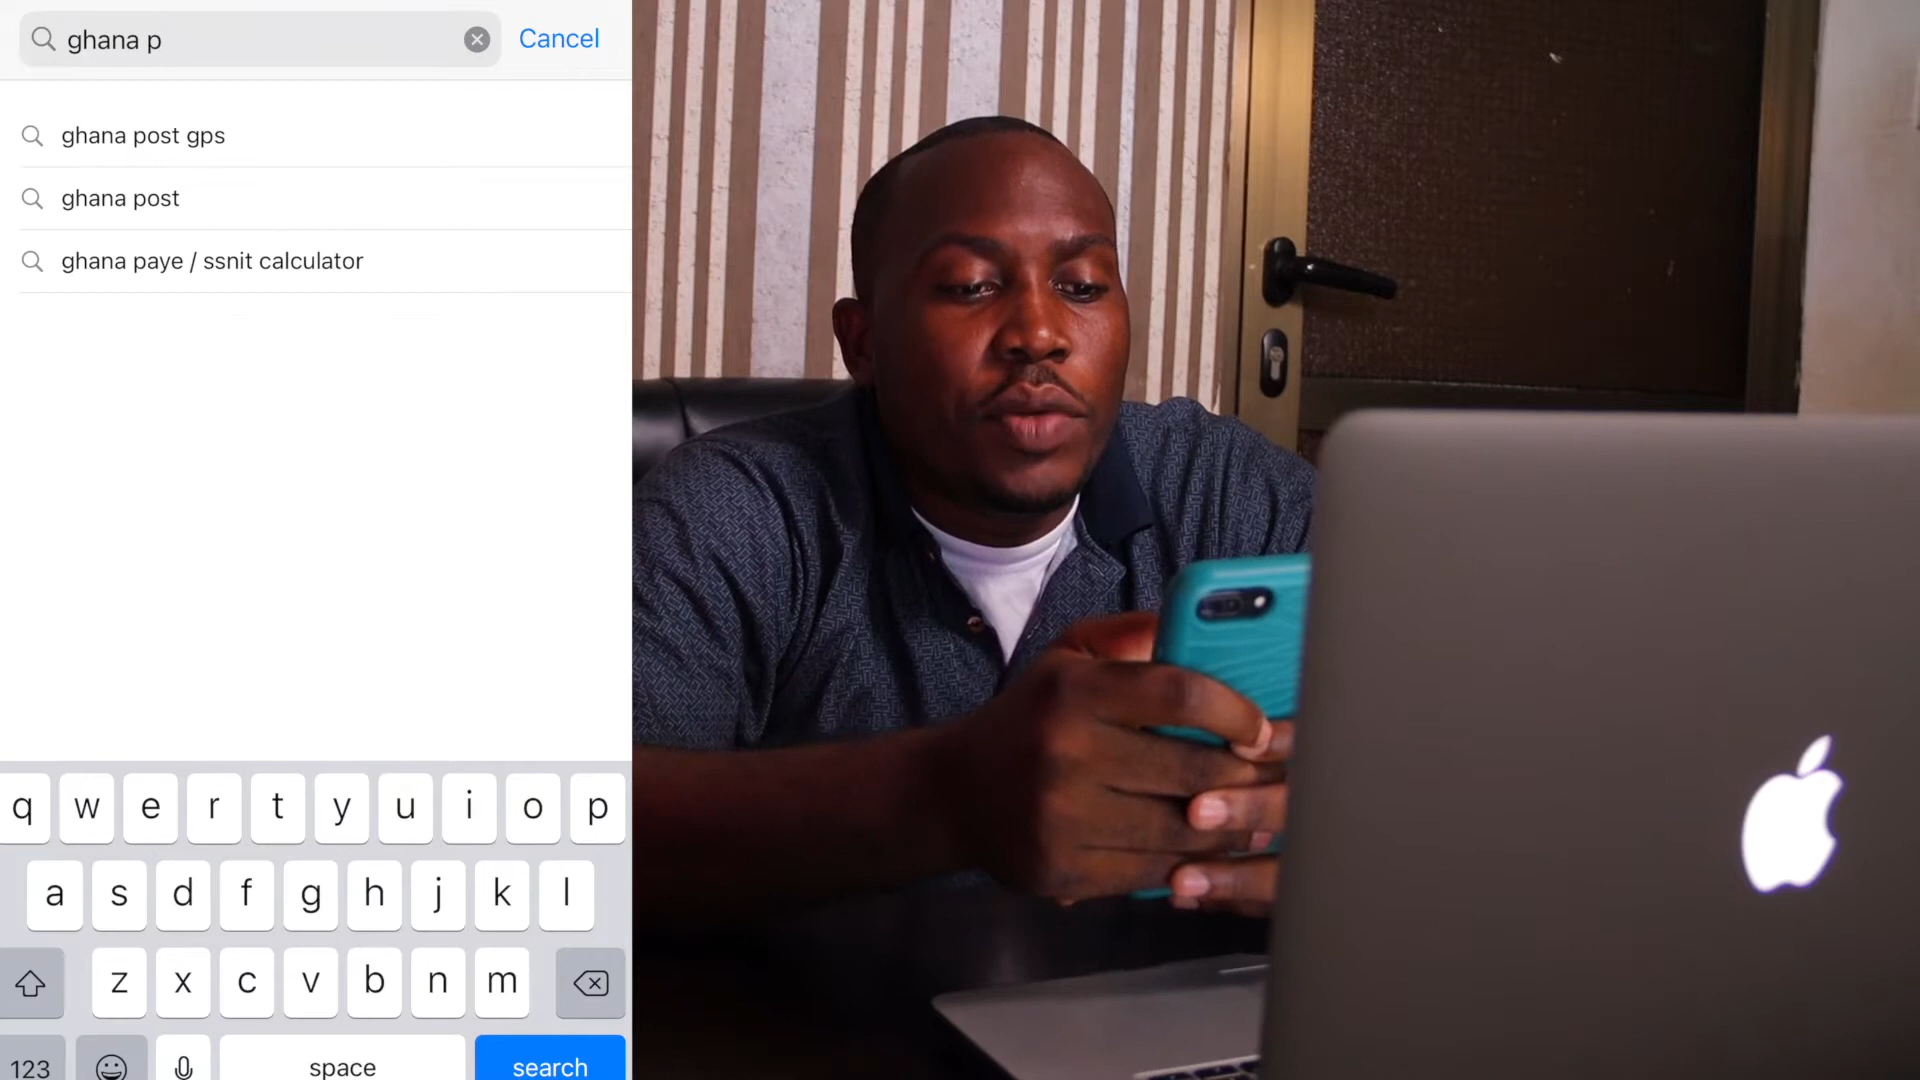 ghana p
Cancel
ghana post gps
ghana post
ghana paye / ssnit calculator
q w e r t y u i o p
a s d f g h j k l
z x c v b n m
123 space search